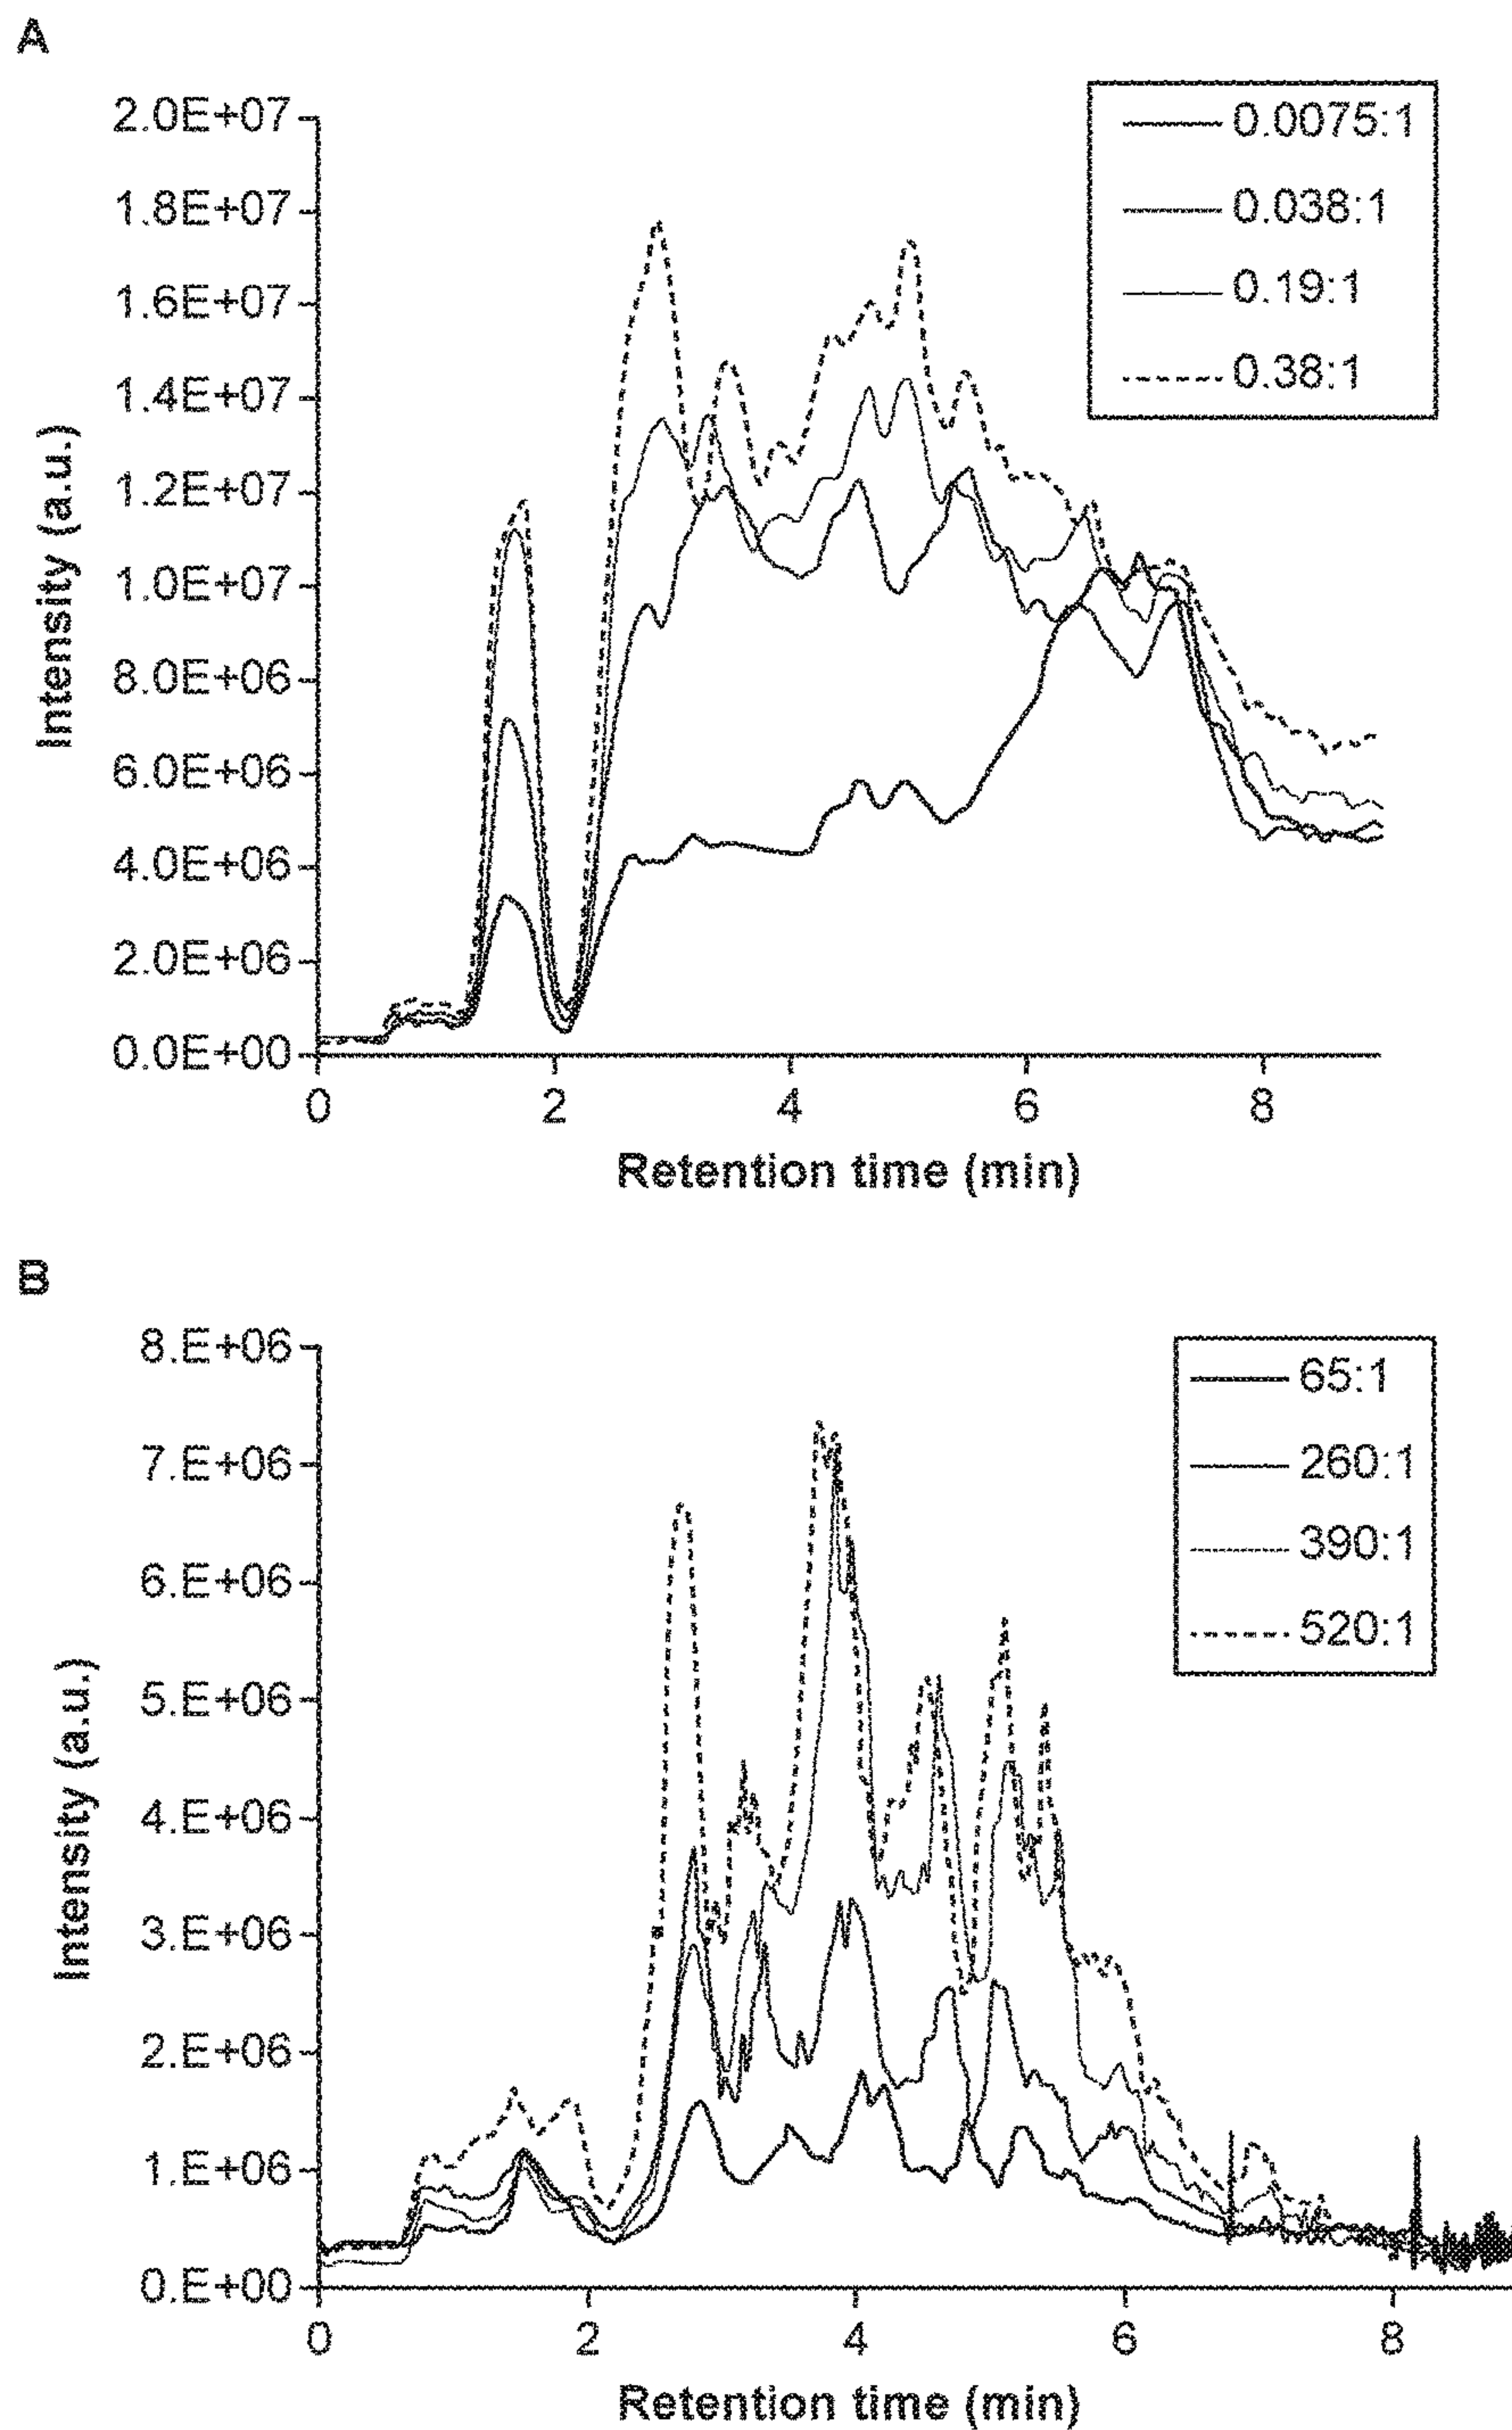 A
2.0E+07
1.8E+07
1.6E+07
1.4E+07
1.2E+07
1.0E+07
8.0E+06
6.0E+06
4.0E+06
2.0E+06
0.0E+00
Intensity (a.u.)
0.0075:1
0.038:1
0.19:1
0.38:1
0 2 4 6 8
Retention time (min)
B
8.E+06
7.E+06
6.E+06
5.E+06
4.E+06
3.E+06
2.E+06
1.E+06
0.E+00
Intensity (a.u.)
65:1
260:1
390:1
520:1
0 2 4 6 8
Retention time (min)